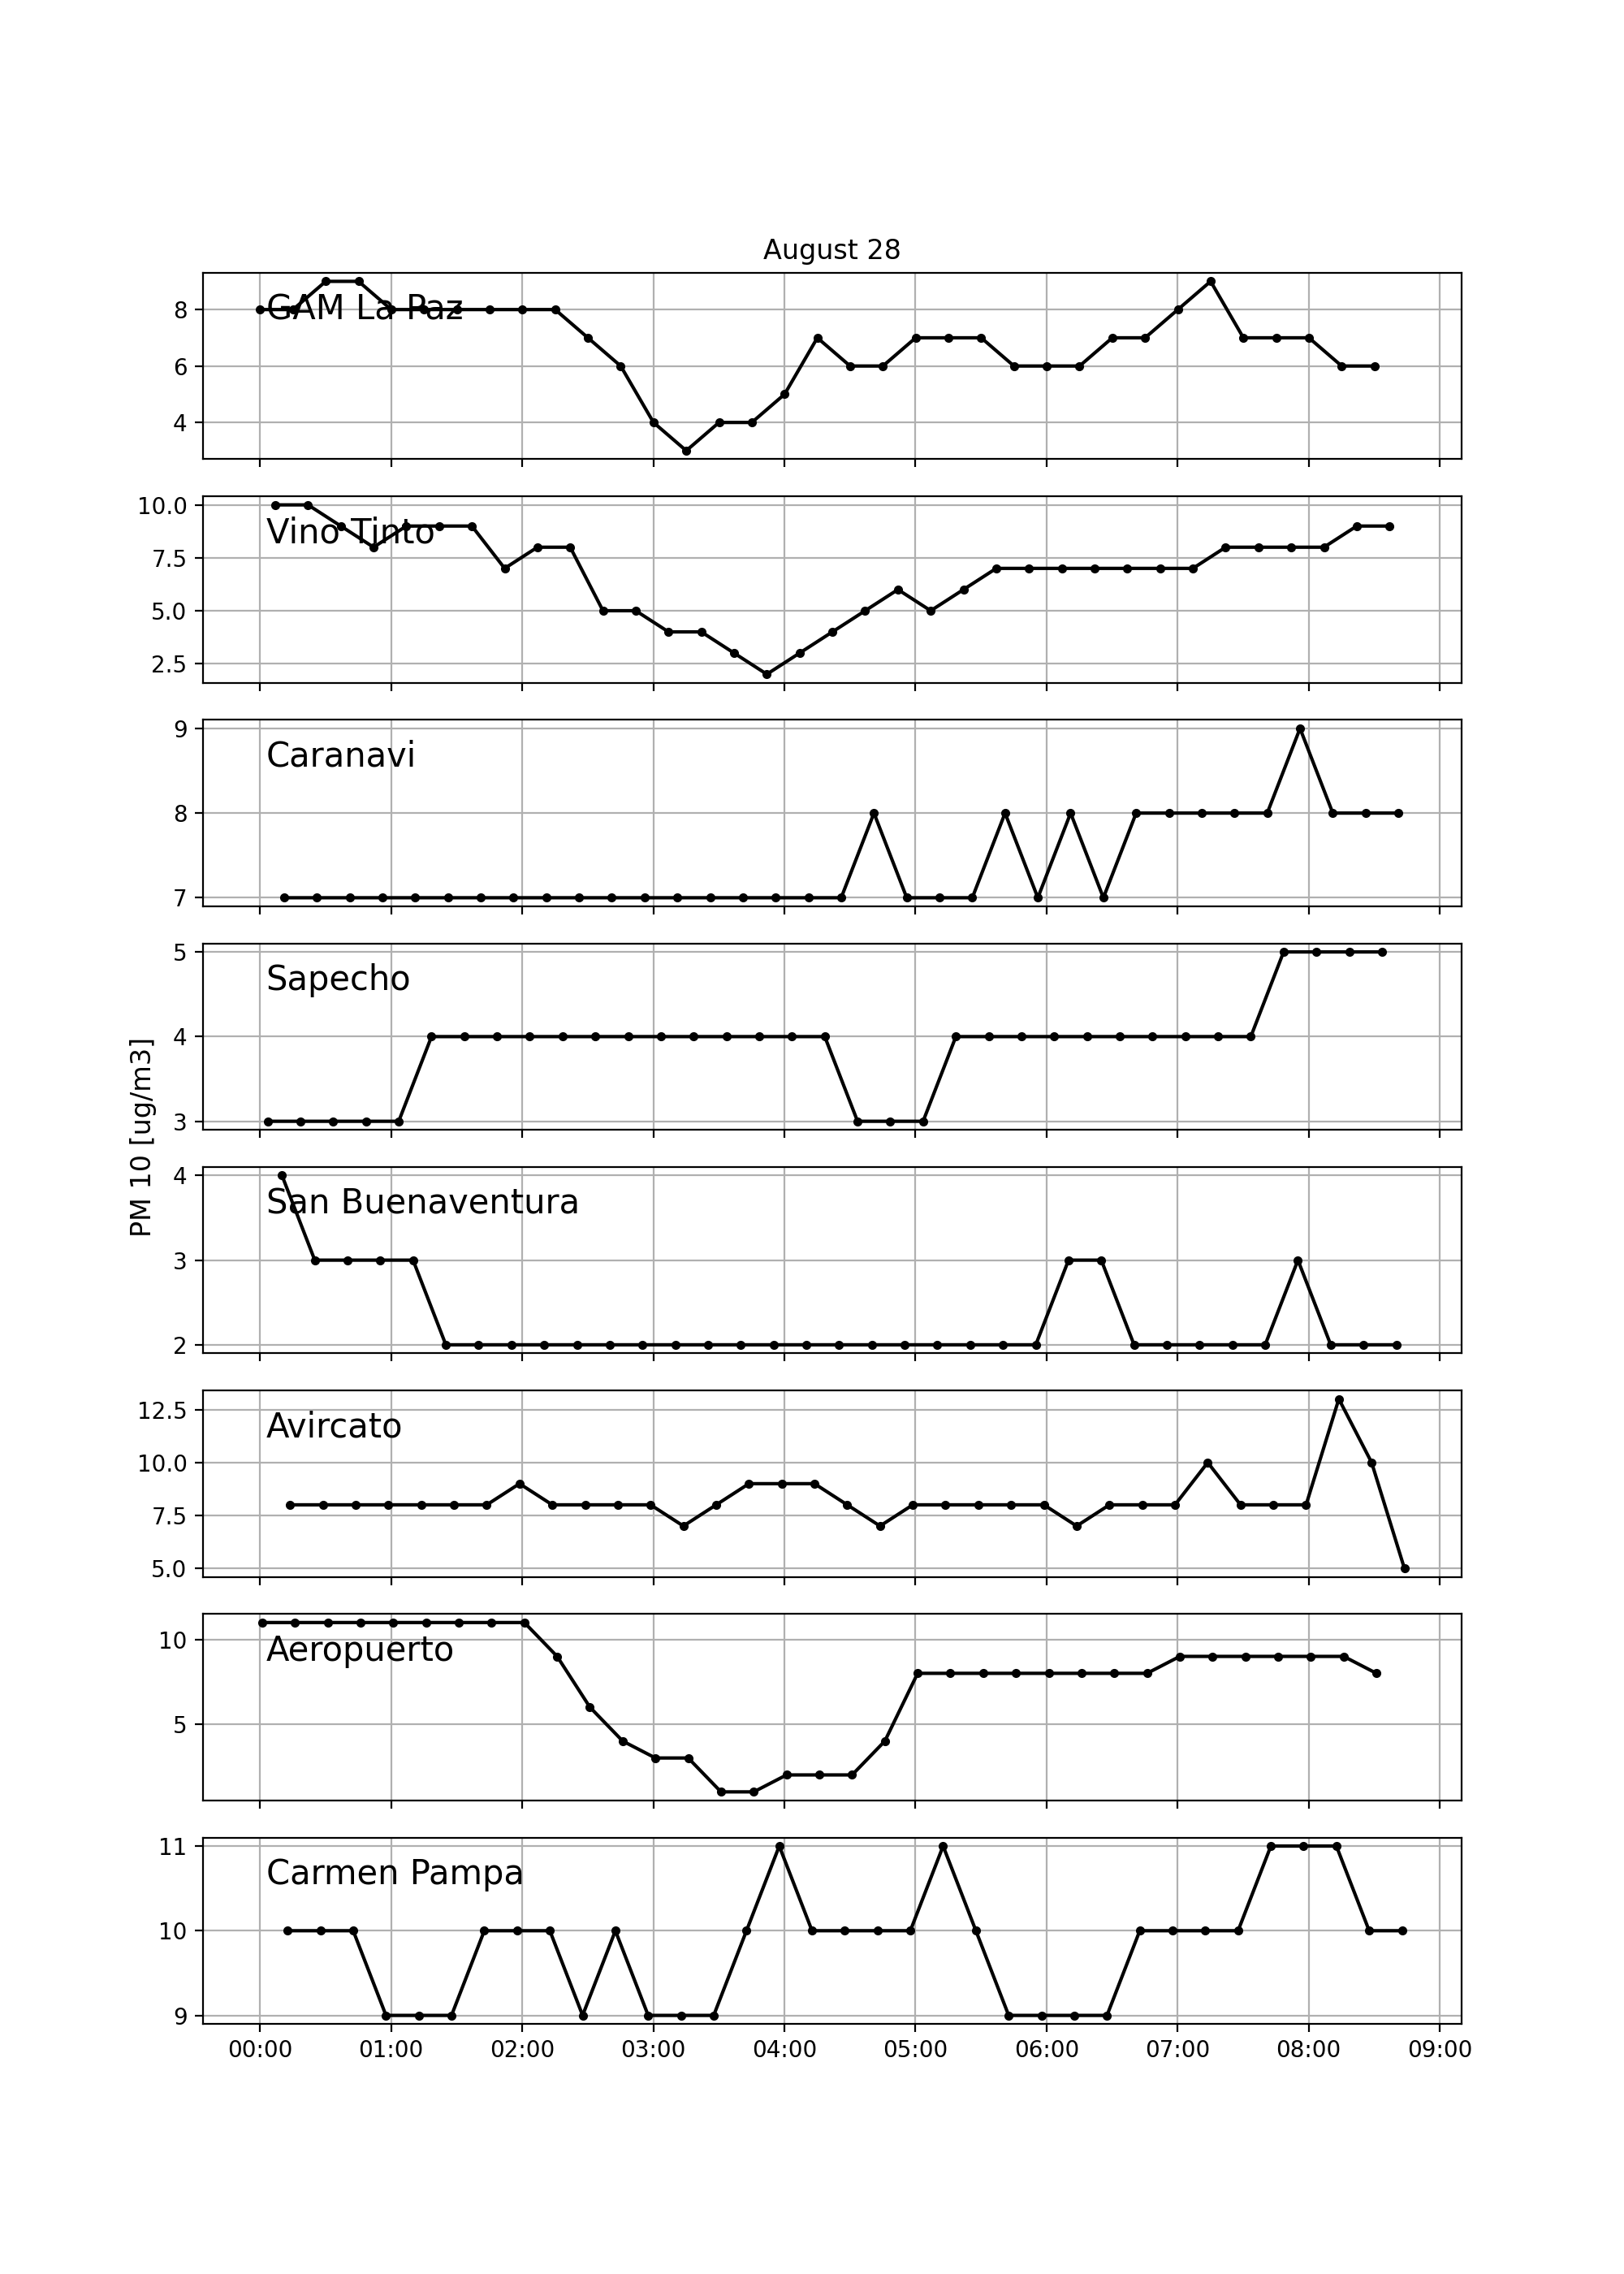 August 28
GAM La Paz
8
6
4
Vino Tinto
10.0
7.5
5.0
2.5
Caranavi
9
8
7
Sapecho
5
4
3
PM 10 [ug/m3]
San Buenaventura
4
3
2
Avircato
12.5
10.0
7.5
5.0
Aeropuerto
10
5
Carmen Pampa
11
10
9
00:00 01:00 02:00 03:00 04:00 05:00 06:00 07:00 08:00 09:00